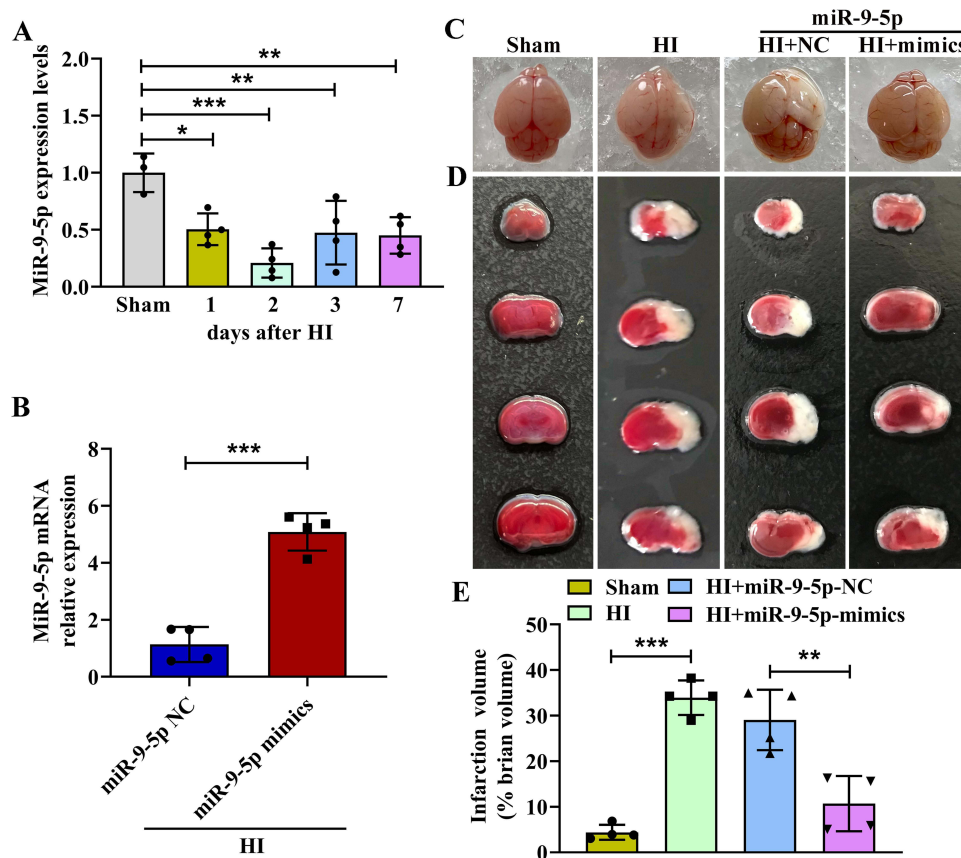 A
MiR-9-5p expression levels
2.0
1.5
1.0
0.5
0.0
*
***
**
**
Sham 1 2 3 7
days after HI
B
MiR-9-5p mRNA
relative expression
8
6
4
2
0
***
miR-9-5p NC
miR-9-5p mimics
HI
C
miR-9-5p
Sham HI HI+NC HI+mimics
D
E
Sham
HI
HI+miR-9-5p-NC
HI+miR-9-5p-mimics
Infarction volume
(% brian volume)
50
40
30
20
10
0
***
**